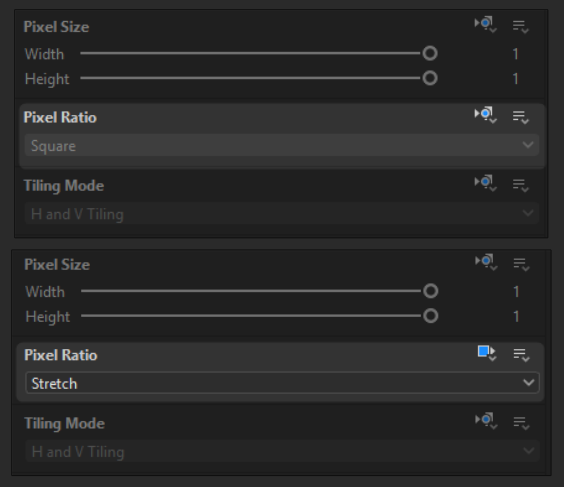 Pixel Size
Width 1
Height 1
Pixel Ratio
Square
Tiling Mode
H and V Tiling
Pixel Size
Width 1
Height 1
Pixel Ratio
Stretch
Tiling Mode
H and V Tiling